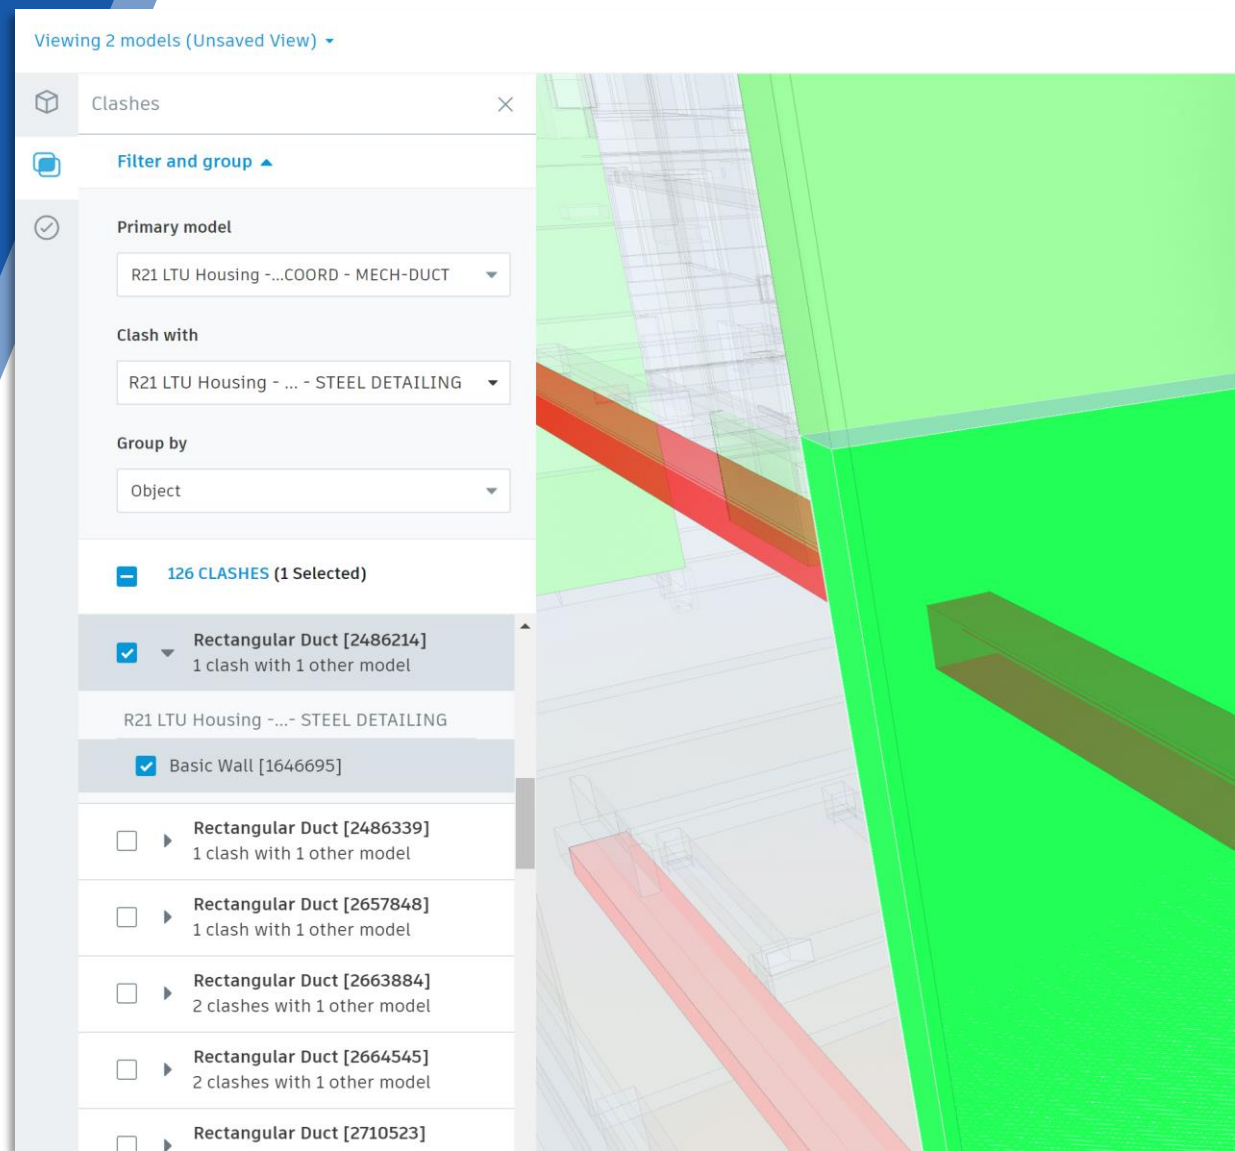 Viewing 2 models (Unsaved View)
Clashes
Filter and group
Primary model
R21 LTU Housing -...COORD - MECH-DUCT
Clash with
R21 LTU Housing - ... - STEEL DETAILING
Group by
Object
126 CLASHES (1 Selected)
Rectangular Duct [2486214]
1 clash with 1 other model
R21 LTU Housing -...- STEEL DETAILING
Basic Wall [1646695]
Rectangular Duct [2486339]
1 clash with 1 other model
Rectangular Duct [2657848]
1 clash with 1 other model
Rectangular Duct [2663884]
2 clashes with 1 other model
Rectangular Duct [2664545]
2 clashes with 1 other model
Rectangular Duct [2710523]